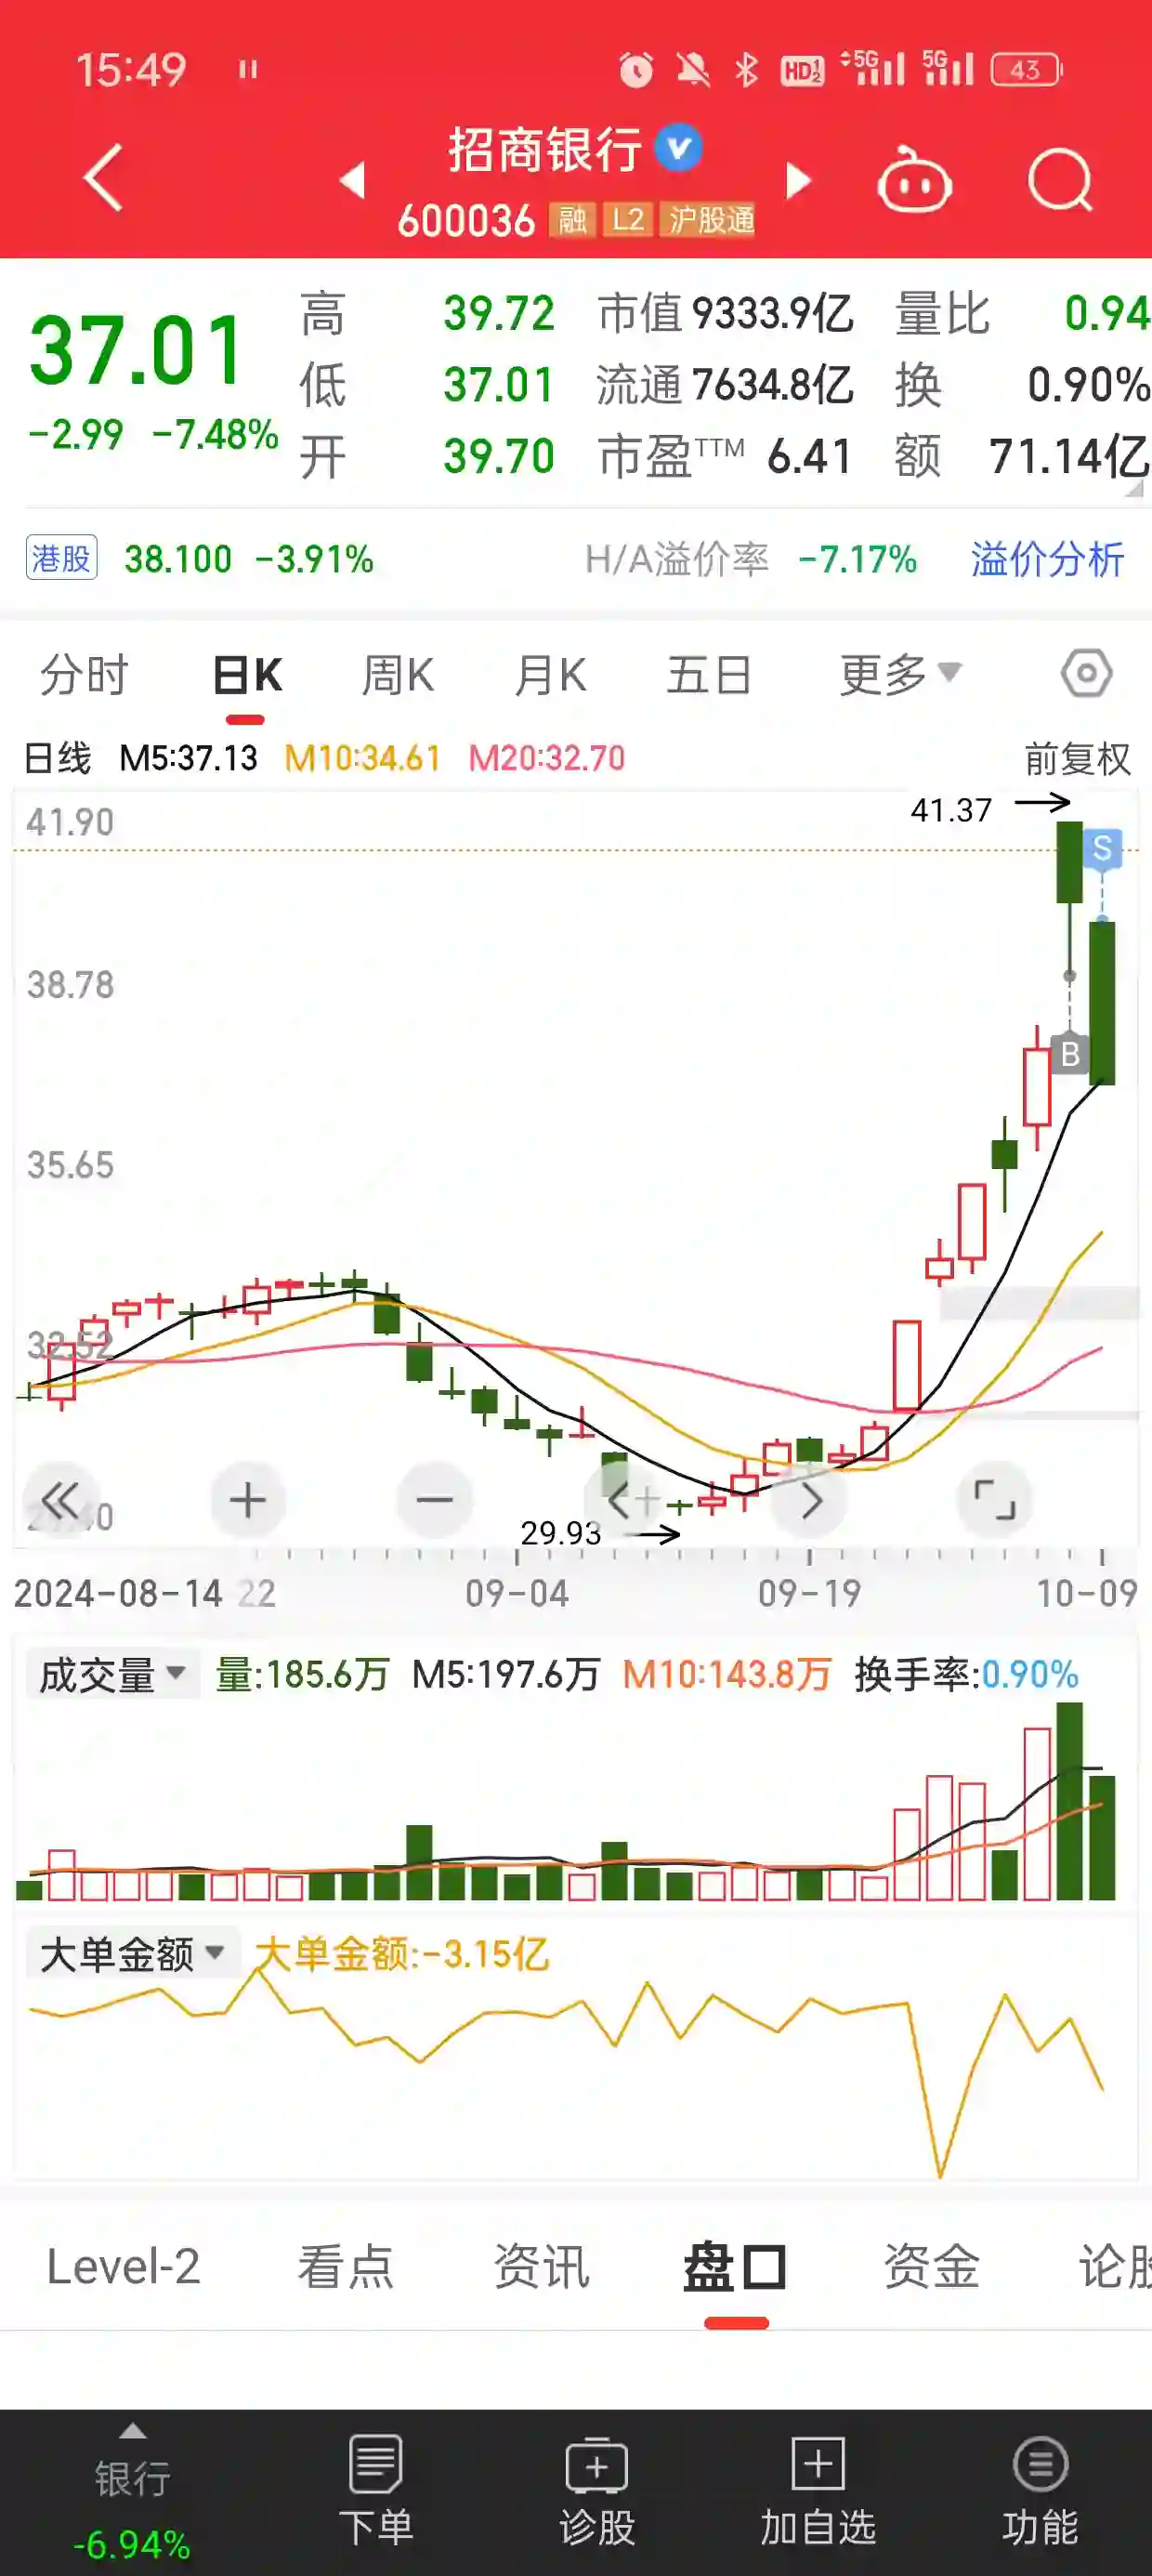 15:49 HD 1 2 5G 5G 43
招商银行
600036 融 L2 沪股通
37.01
-2.99 -7.48%
高 39.72 市值 9333.9亿 量比 0.94
低 37.01 流通 7634.8亿 换 0.90%
开 39.70 市盈TTM 6.41 额 71.14亿
港股 38.100 -3.91% H/A溢价率 -7.17% 溢价分析
分时 日K 周K 月K 五日 更多
日线 M5:37.13 M10:34.61 M20:32.70 前复权
41.37
41.90
S
38.78
B
35.65
32.52
29.93
2024-08-14 22 09-04 09-19 10-09
成交量 量:185.6万 M5:197.6万 M10:143.8万 换手率:0.90%
大单金额 大单金额:-3.15亿
Level-2 看点 资讯 盘口 资金 论股
银行 下单 诊股 加自选 功能
-6.94%